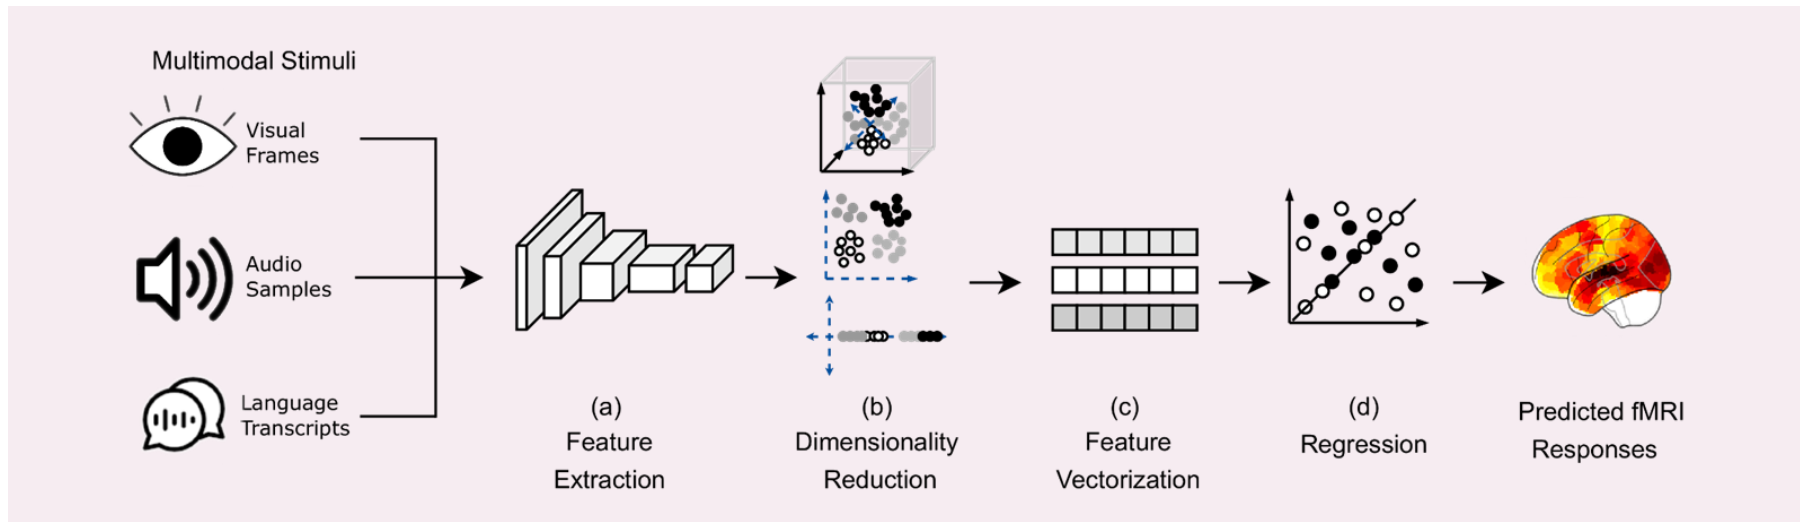 Multimodal Stimuli
Visual
Frames
Audio
Samples
Language
Transcripts
(a)
Feature
Extraction
(b)
Dimensionality
Reduction
(c)
Feature
Vectorization
(d)
Regression
Predicted fMRI
Responses